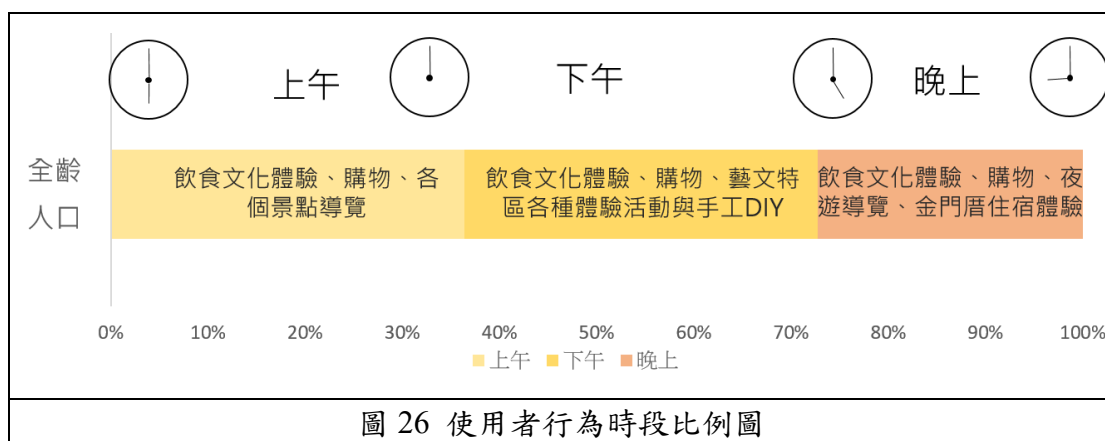 上午
下午
晚上
全齡
人口
飲食文化體驗、購物、各
個景點導覽
飲食文化體驗、購物、藝文特
區各種體驗活動與手工DIY
飲食文化體驗、購物、夜
遊導覽、金門厝住宿體驗
0% 10% 20% 30% 40% 50% 60% 70% 80% 90% 100%
上午 下午 晚上
圖 26 使用者行為時段比例圖